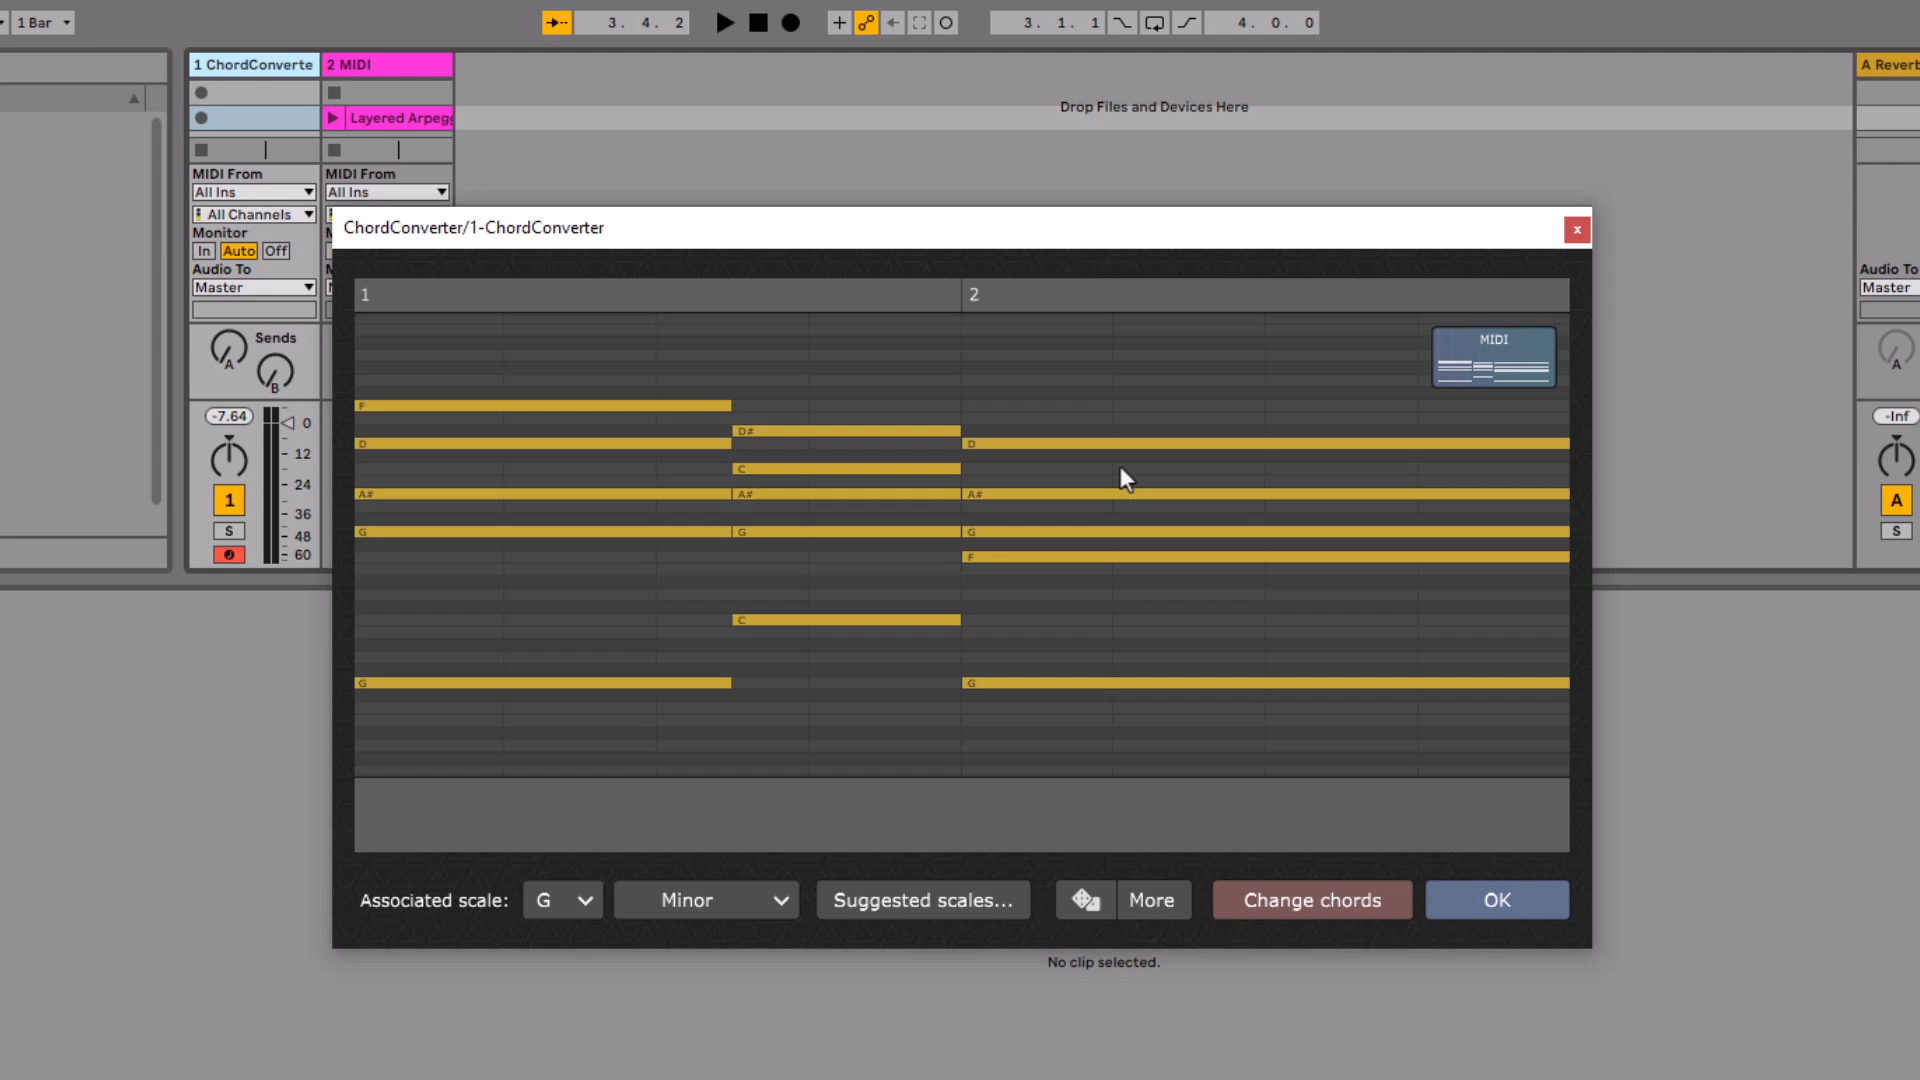 1 Bar
3. 4. 2
3. 1. 1
4. 0. 0
1 ChordConverte
2 MIDI
A Reverb
Drop Files and Devices Here
Layered Arpegg
MIDI From
MIDI From
All Ins
All Ins
All Channels
Monitor
In
Auto
Off
Audio To
Master
Audio To
Master
Sends
A
B
A
-7.64
0
12
24
36
48
60
1
S
-Inf
A
S
ChordConverter/1-ChordConverter
x
1
2
MIDI
F
D#
D
D
C
A#
A#
A#
G
G
G
F
C
G
G
Associated scale:
G
Minor
Suggested scales...
More
Change chords
OK
No clip selected.